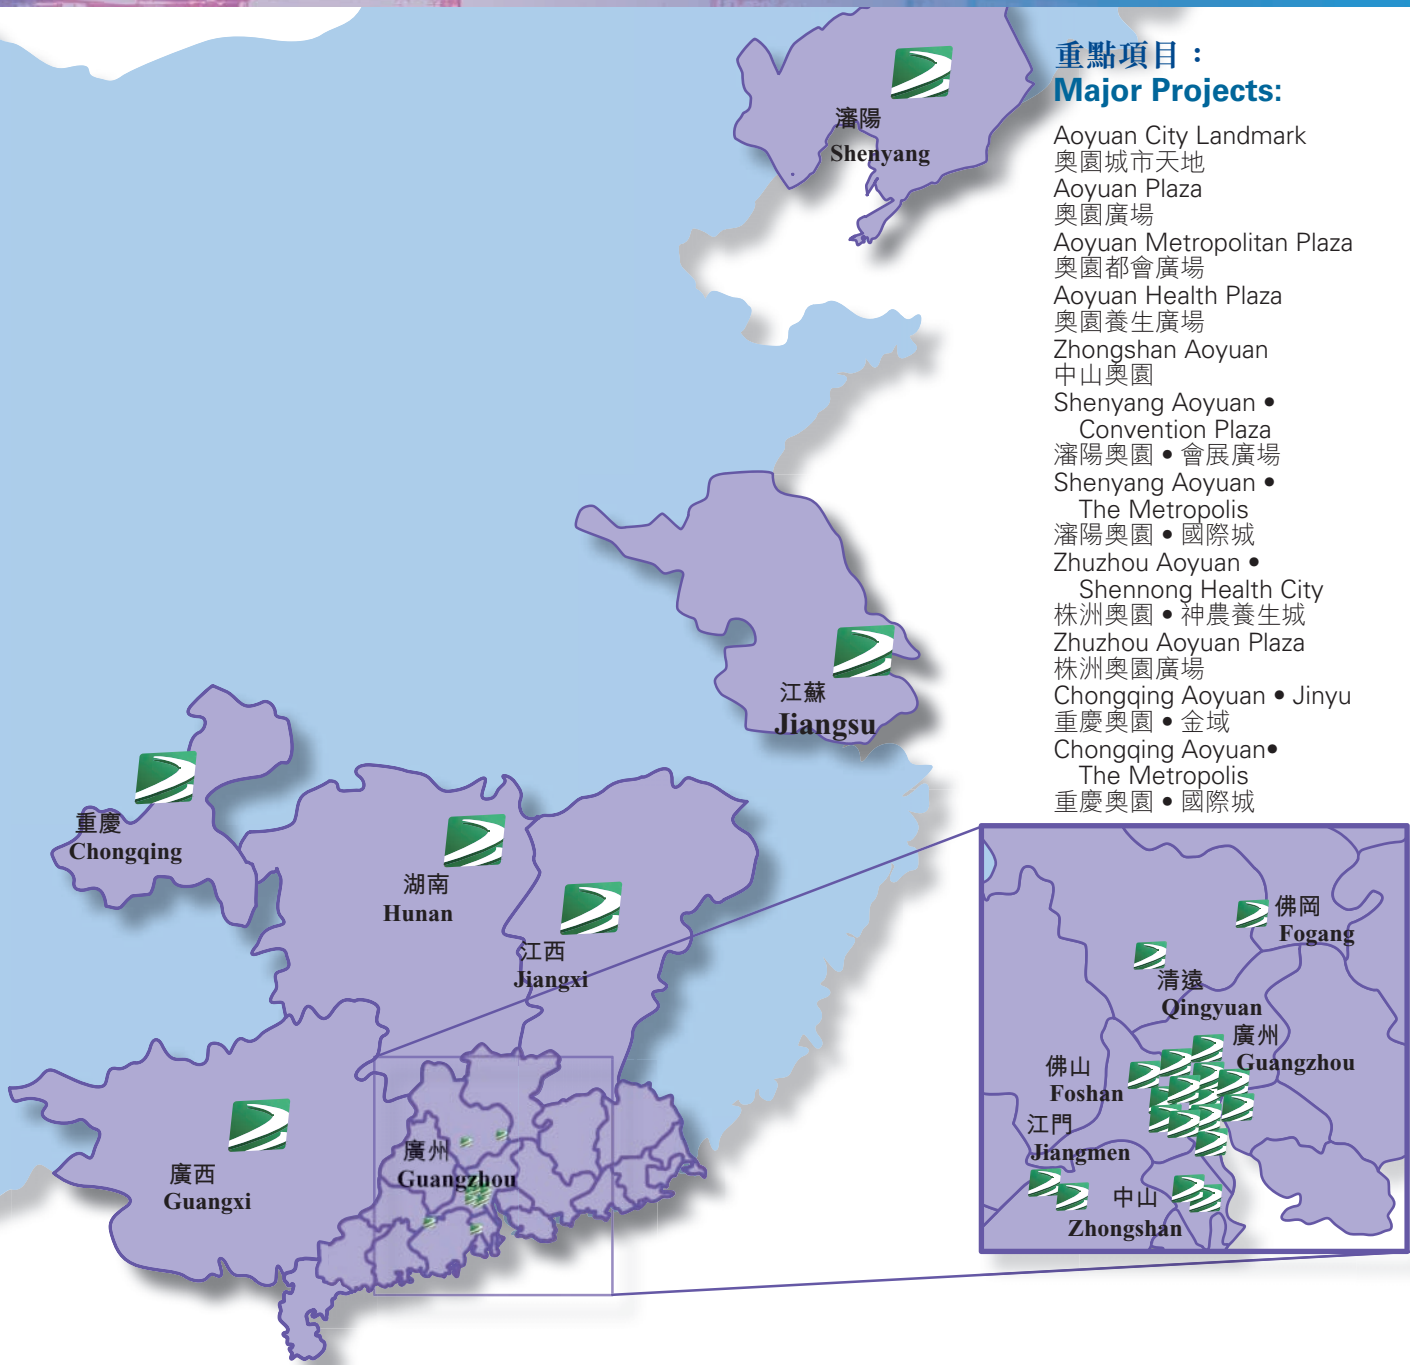 重點項目：
Major Projects:
Aoyuan City Landmark
奧園城市天地
Aoyuan Plaza
奧園廣場
Aoyuan Metropolitan Plaza
奧園都會廣場
Aoyuan Health Plaza
奧園養生廣場
Zhongshan Aoyuan
中山奧園
Shenyang Aoyuan •
Convention Plaza
瀋陽奧園 • 會展廣場
Shenyang Aoyuan •
The Metropolis
瀋陽奧園 • 國際城
Zhuzhou Aoyuan •
Shennong Health City
株洲奧園 • 神農養生城
Zhuzhou Aoyuan Plaza
株洲奧園廣場
Chongqing Aoyuan • Jinyu
重慶奧園 • 金域
Chongqing Aoyuan•
The Metropolis
重慶奧園 • 國際城
瀋陽
Shenyang
江蘇
Jiangsu
重慶
Chongqing
湖南
Hunan
江西
Jiangxi
廣西
Guangxi
廣州
Guangzhou
佛岡
Fogang
清遠
Qingyuan
廣州
Guangzhou
佛山
Foshan
江門
Jiangmen
中山
Zhongshan